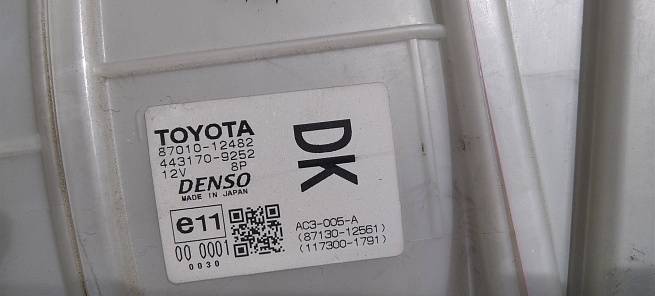 TOYOTA
87010-12482
443170-9252
12V 8P
DENSO
MADE IN JAPAN
e11
00 0001
0030
DK
AC3-005-A
(87130-12561)
(117300-1791)